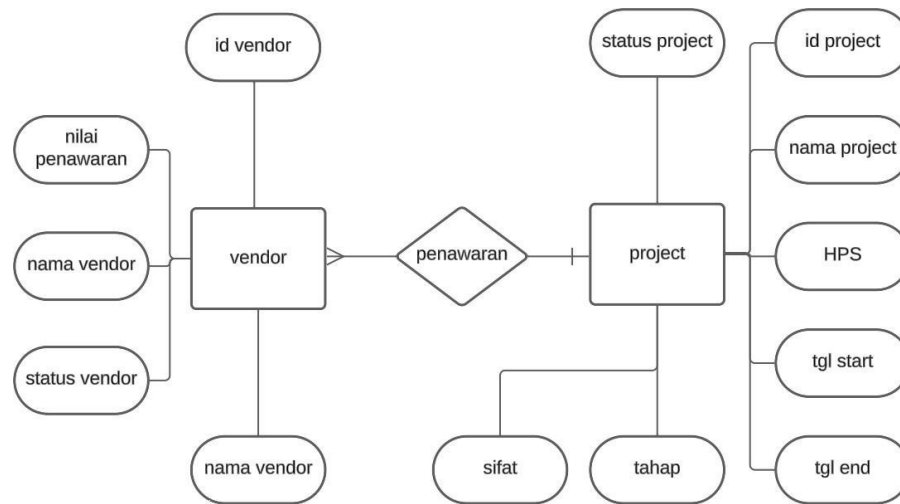 id vendor
status project
id project
nilai
penawaran
nama project
vendor
penawaran
project
nama vendor
HPS
status vendor
tgl start
nama vendor
sifat
tahap
tgl end